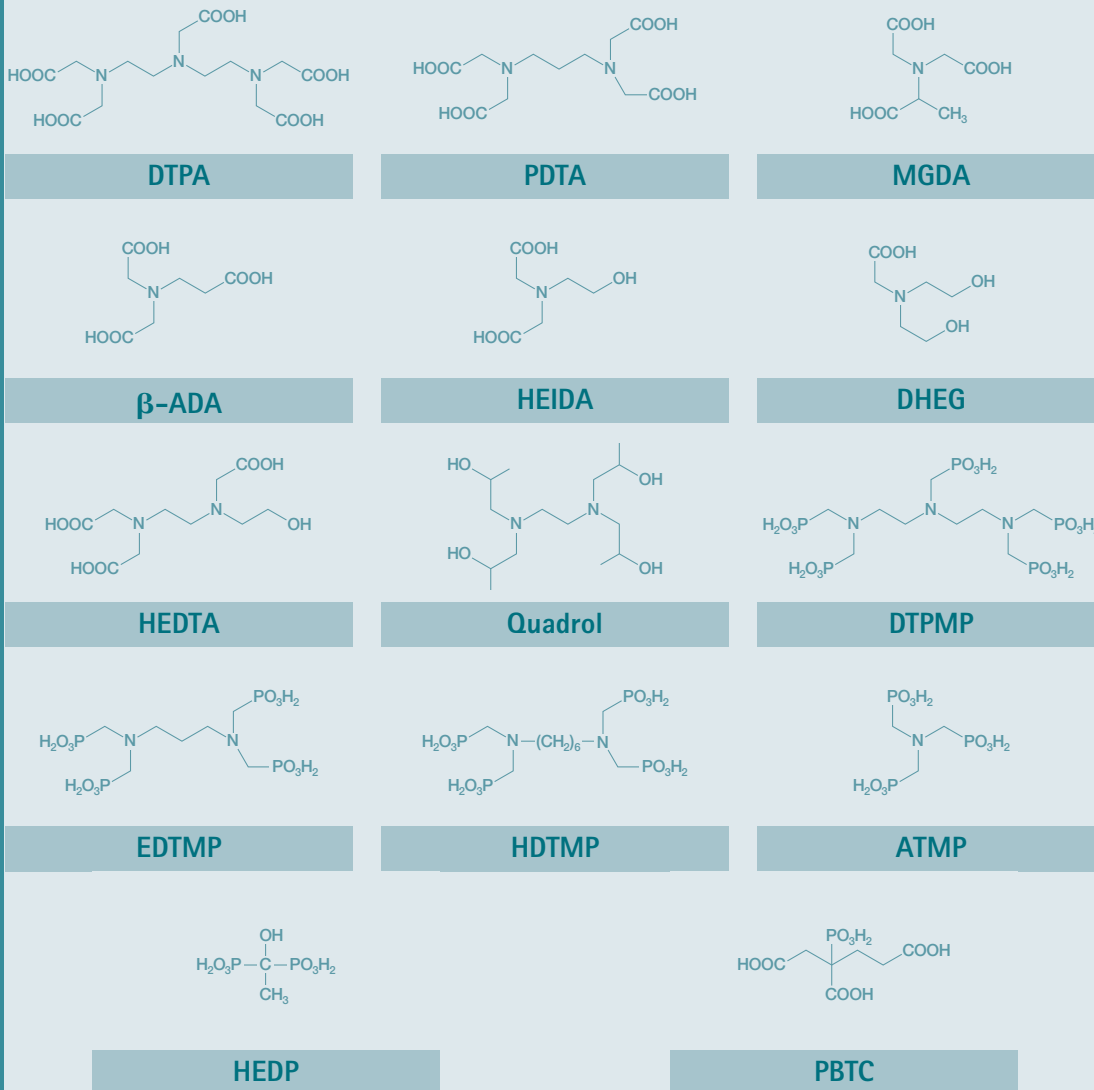 COOH
HOOC N N N COOH
HOOC COOH
DTPA
COOH
HOOC N N
HOOC COOH
PDTA
COOH
N COOH
HOOC CH₃
MGDA
COOH
N COOH
HOOC
β-ADA
COOH
N OH
HOOC
HEIDA
COOH
N OH
OH
DHEG
COOH
HOOC N N OH
HOOC
HEDTA
HO OH
N N
HO OH
Quadrol
PO₃H₂
H₂O₃P N N N PO₃H
H₂O₃P PO₃H₂
DTPMP
PO₃H₂
H₂O₃P N N
H₂O₃P PO₃H₂
EDTMP
PO₃H₂
H₂O₃P N (CH₂)₆ N
H₂O₃P PO₃H₂
HDTMP
PO₃H₂
N PO₃H₂
H₂O₃P
ATMP
OH
H₂O₃P C PO₃H₂
CH₃
HEDP
PO₃H₂
HOOC COOH
COOH
PBTC